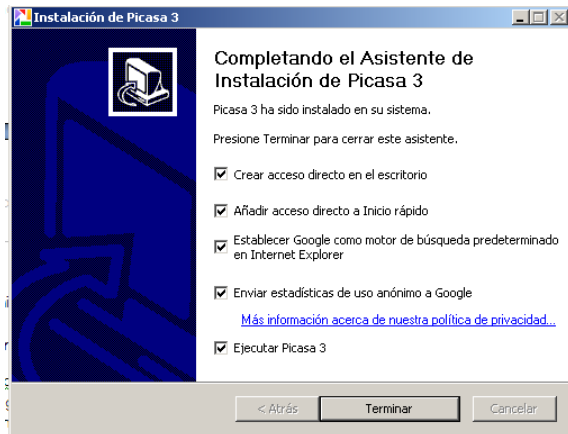 Instalación de Picasa 3
Completando el Asistente de
Instalación de Picasa 3
Picasa 3 ha sido instalado en su sistema.
Presione Terminar para cerrar este asistente.
Crear acceso directo en el escritorio
Añadir acceso directo a Inicio rápido
Establecer Google como motor de búsqueda predeterminado
en Internet Explorer
Enviar estadísticas de uso anónimo a Google
Más información acerca de nuestra política de privacidad...
Ejecutar Picasa 3
< Atrás
Terminar
Cancelar